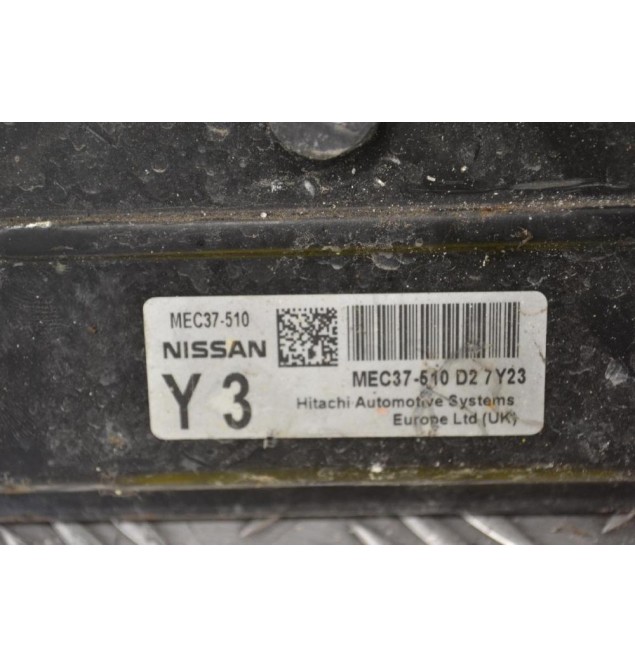 MEC37-510
NISSAN
Y 3
MEC37-510 D2 7Y23
Hitachi Automotive Systems
Europe Ltd (UK)